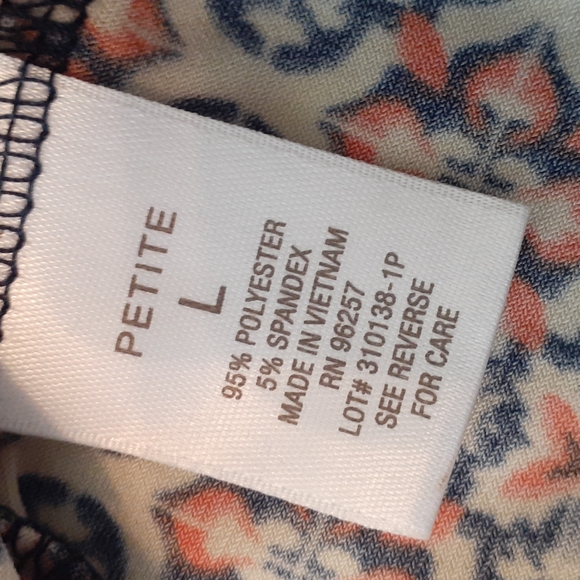 PETITE
L
95% POLYESTER
5% SPANDEX
MADE IN VIETNAM
RN 96257
LOT# 310138-1P
SEE REVERSE
FOR CARE